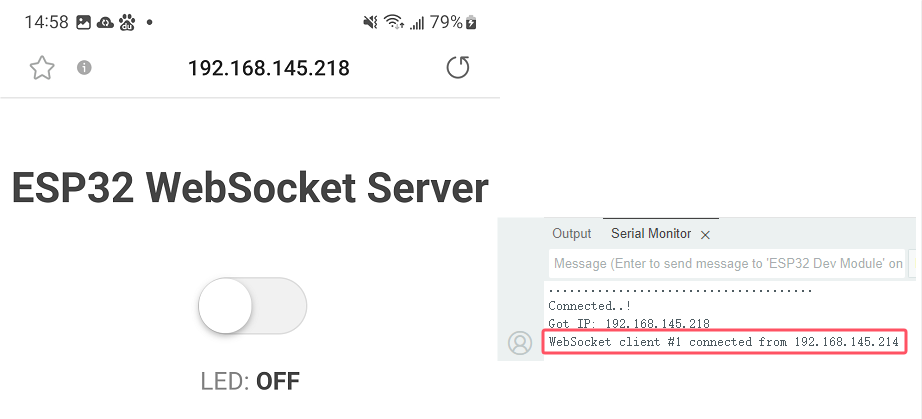 14:58 79%
192.168.145.218
ESP32 WebSocket Server
LED: OFF
Output Serial Monitor
Message (Enter to send message to 'ESP32 Dev Module' on
......................................
Connected..!
Got IP: 192.168.145.218
WebSocket client #1 connected from 192.168.145.214